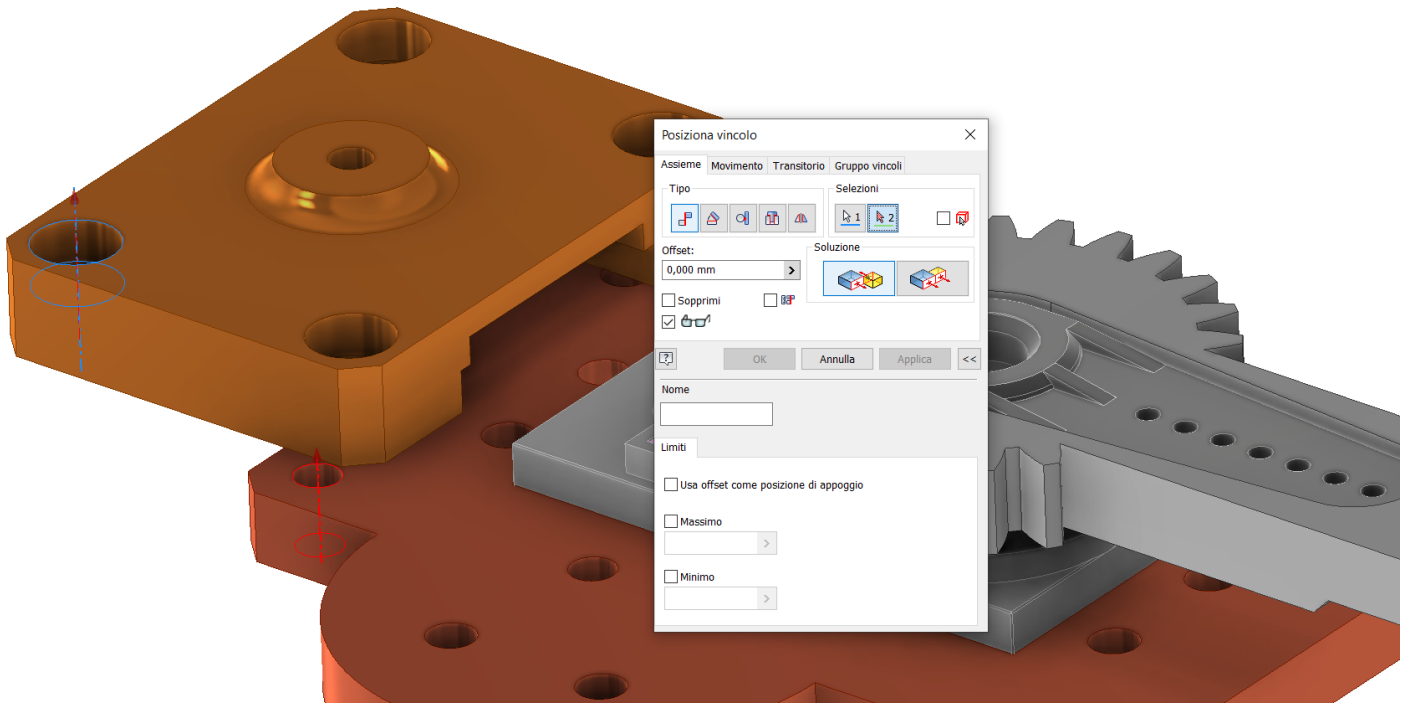 Posiziona vincolo
Assieme Movimento Transitorio Gruppo vincoli
Tipo
Selezioni
1 2
Offset:
Soluzione
0,000 mm
Sopprimi
OK Annulla Applica <<
Nome
Limiti
Usa offset come posizione di appoggio
Massimo
Minimo